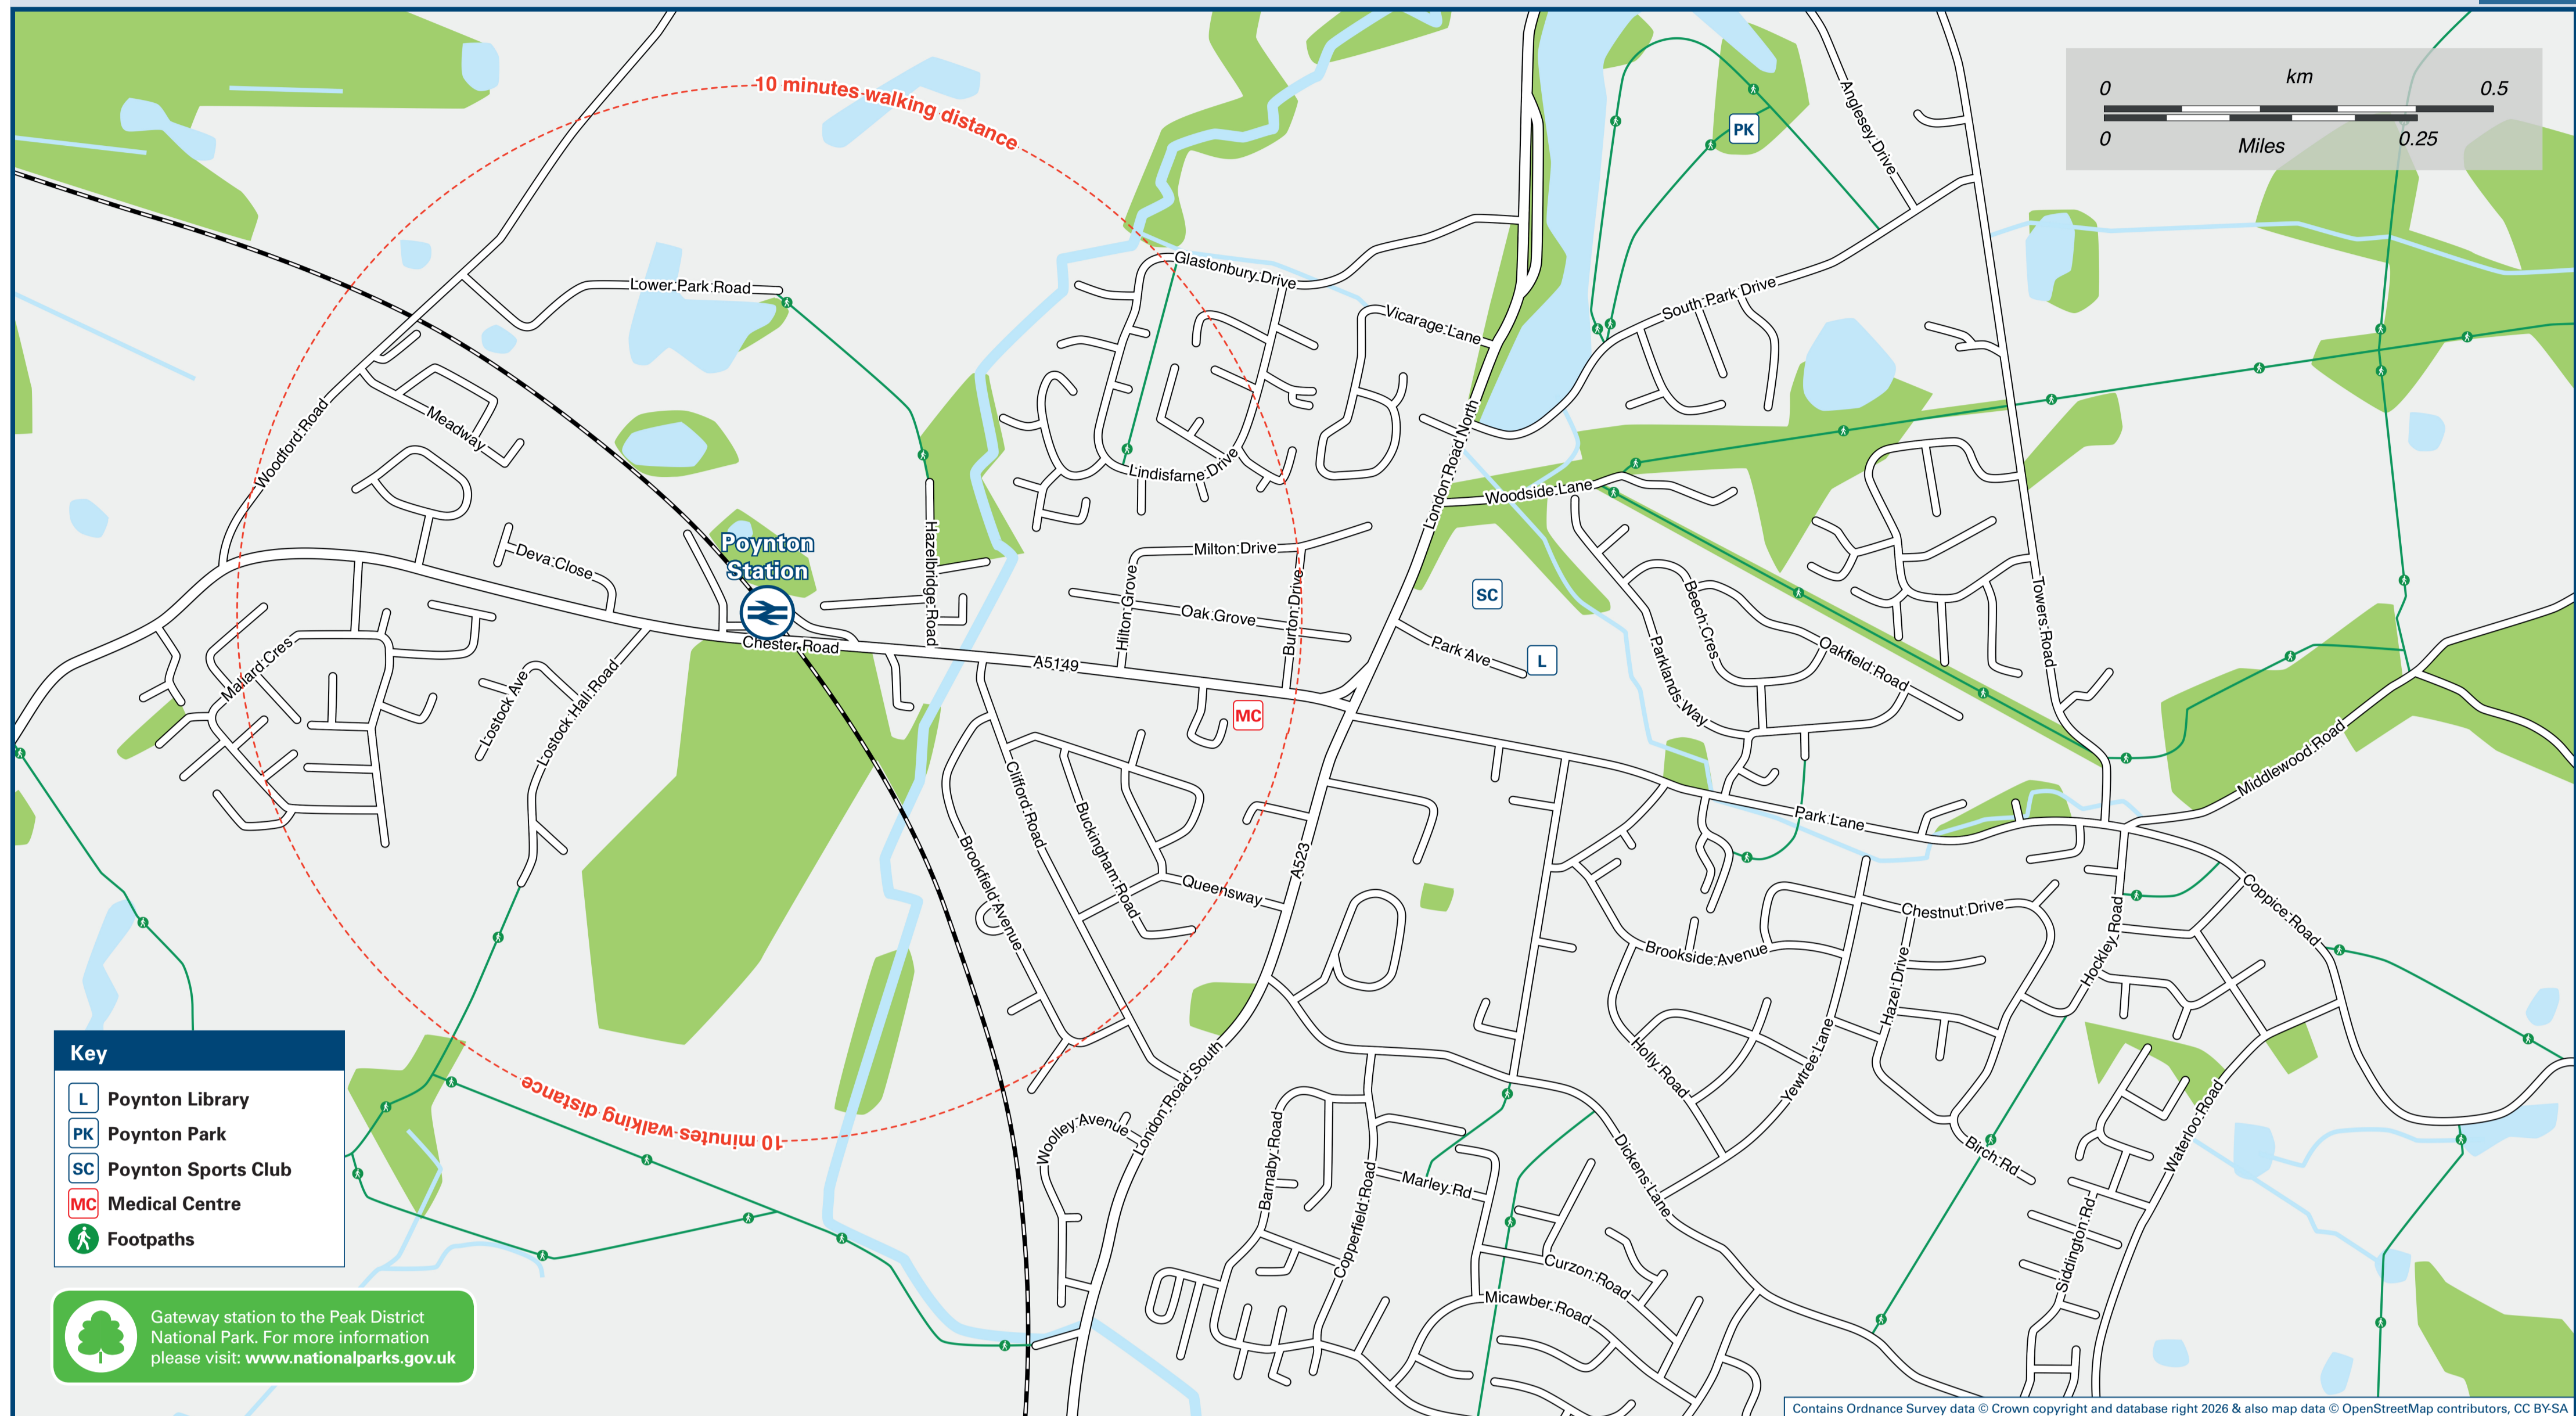 10 minutes walking distance
PK
Anglesey Drive
km
0
0.5
0
0.25
Miles
Glastonbury Drive
Lower Park Road
South Park Drive
Vicarage Lane
Meadway
Woodford Road
London Road North
Lindisfarne Drive
Woodside Lane
Poynton
Station
Deva Close
Hazelbridge Road
Milton Drive
Hilton Grove
Oak Grove
Burton Drive
SC
Beech Cres
Towers Road
Chester Road
A5149
Park Ave
L
Parklands Way
Oakfield Road
Mallard Cres
Lostock Ave
Lostock Hall Road
MC
Middlewood Road
Clifford Road
Buckingham Road
Park Lane
Brookfield Avenue
A523
Queensway
Coppice Road
Chestnut Drive
Hockley Road
Brookside Avenue
Hazel Drive
Holly Road
Yewtree Lane
10 minutes walking distance
London Road South
Woolley Avenue
Waterloo Road
Barnaby Road
Dickens Lane
Birch Rd
Marley Rd
Copperfield Road
Siddington Rd
Curzon Road
Micawber Road
Key
L Poynton Library
PK Poynton Park
SC Poynton Sports Club
MC Medical Centre
Footpaths
Gateway station to the Peak District
National Park. For more information
please visit: www.nationalparks.gov.uk
Contains Ordnance Survey data © Crown copyright and database right 2026 & also map data © OpenStreetMap contributors, CC BY-SA